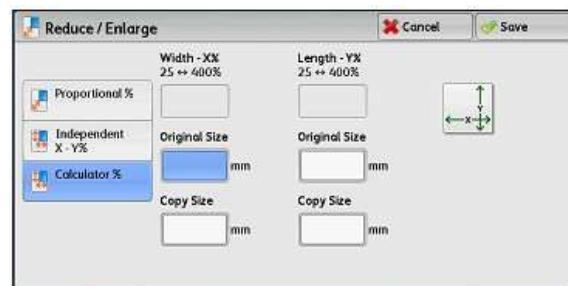 Reduce / Enlarge
Cancel
Save
Width - X%
25 ↔ 400%
Length - Y%
25 ↔ 400%
Proportional %
Independent
X - Y%
Calculator %
Original Size
mm
Original Size
mm
Copy Size
mm
Copy Size
mm
Y
X